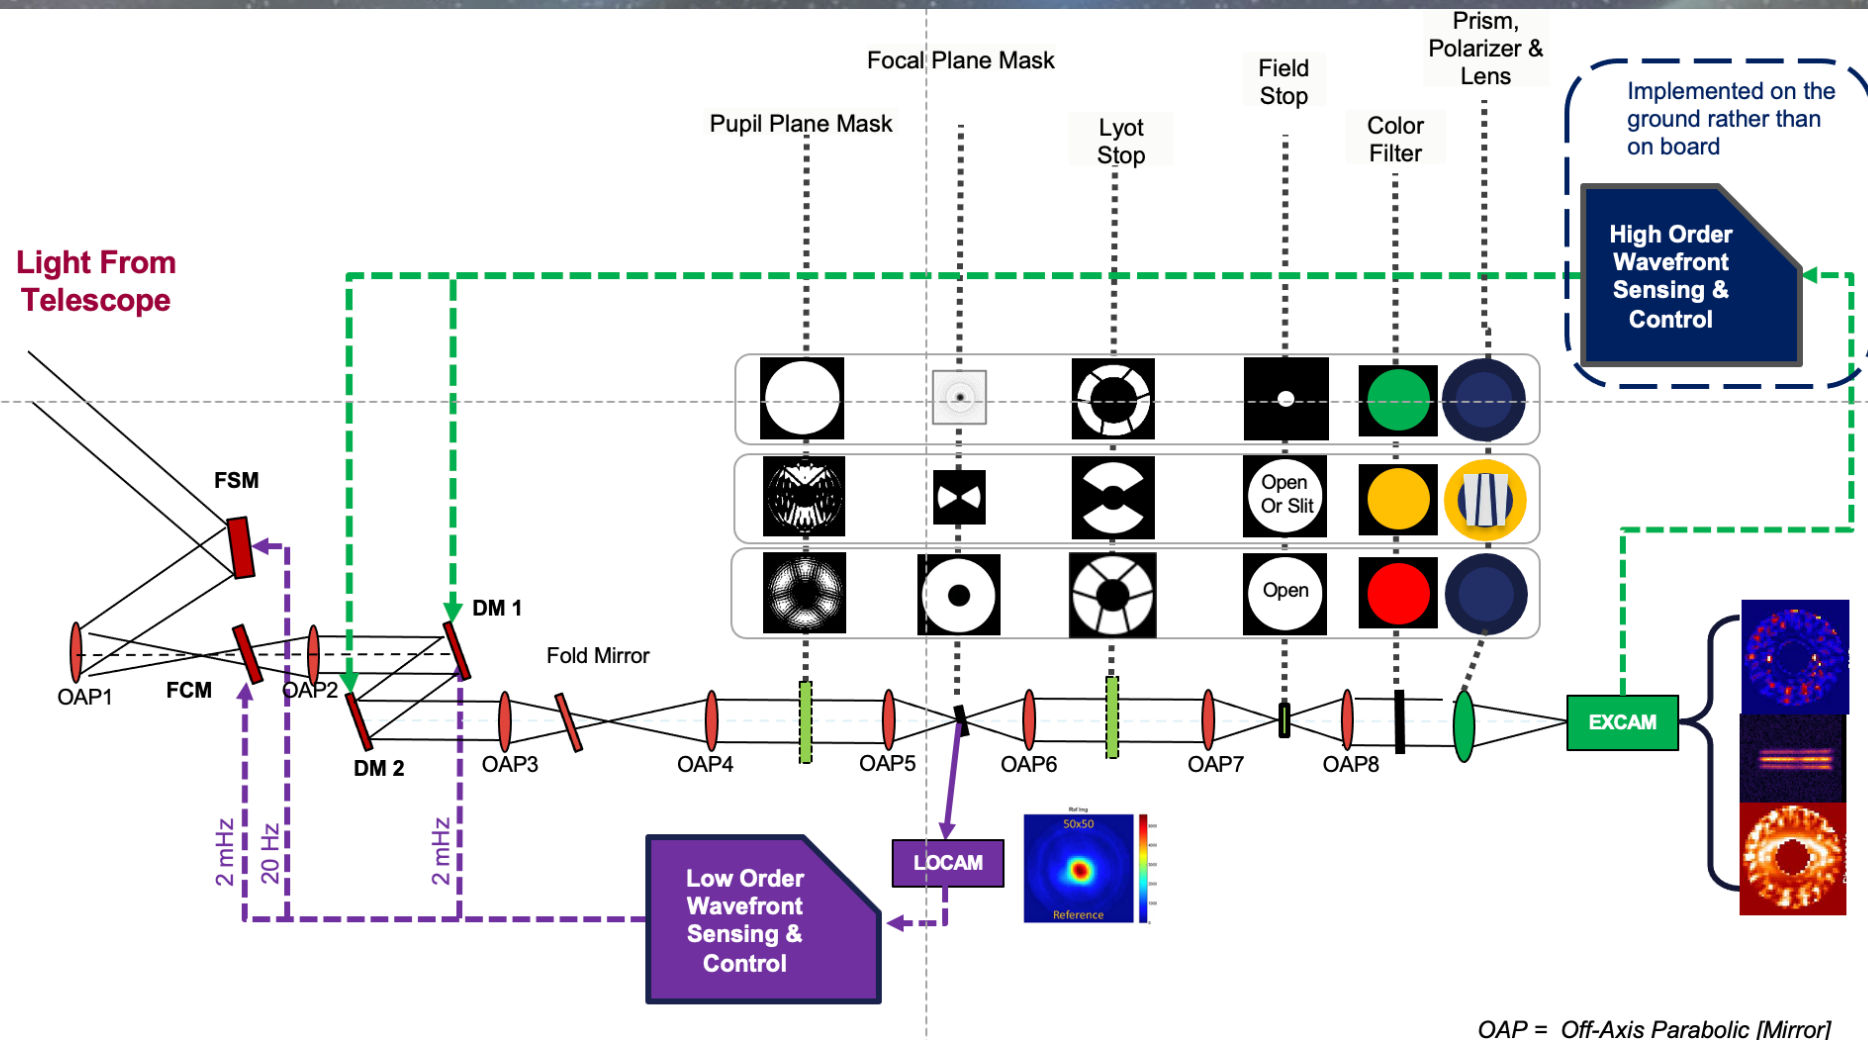 Prism,
Polarizer &
Lens
Focal Plane Mask
Field
Stop
Pupil Plane Mask
Lyot
Stop
Color
Filter
Implemented on the
ground rather than
on board
High Order
Wavefront
Sensing &
Control
Light From
Telescope
FSM
Open
Or Slit
Open
DM 1
Fold Mirror
OAP1
FCM
OAP2
DM 2
OAP3
OAP4
OAP5
OAP6
OAP7
OAP8
EXCAM
2 mHz
20 Hz
2 mHz
LOCAM
50x50
Reference
Low Order
Wavefront
Sensing &
Control
OAP = Off-Axis Parabolic [Mirror]